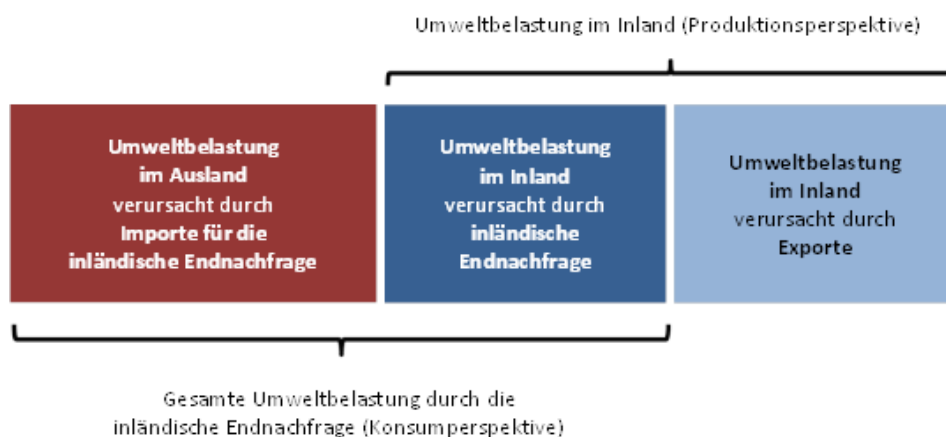 Umweltbelastung im Inland (Produktionsperspektive)
Umweltbelastung
im Ausland
verursacht durch
Importe für die
inländische Endnachfrage
Umweltbelastung
im Inland
verursacht durch
inländische
Endnachfrage
Umweltbelastung
im Inland
verursacht durch
Exporte
Gesamte Umweltbelastung durch die
inländische Endnachfrage (Konsumperspektive)